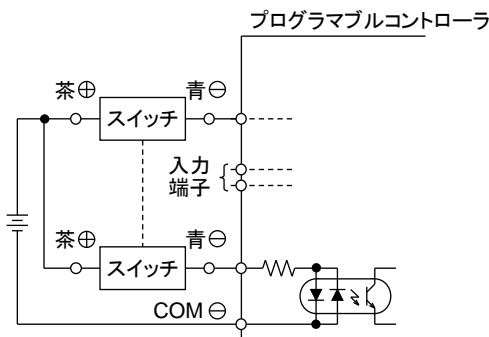 プログラマブルコントローラ
茶⊕ 青⊖
スイッチ
入力
端子
茶⊕ 青⊖
スイッチ
COM ⊖